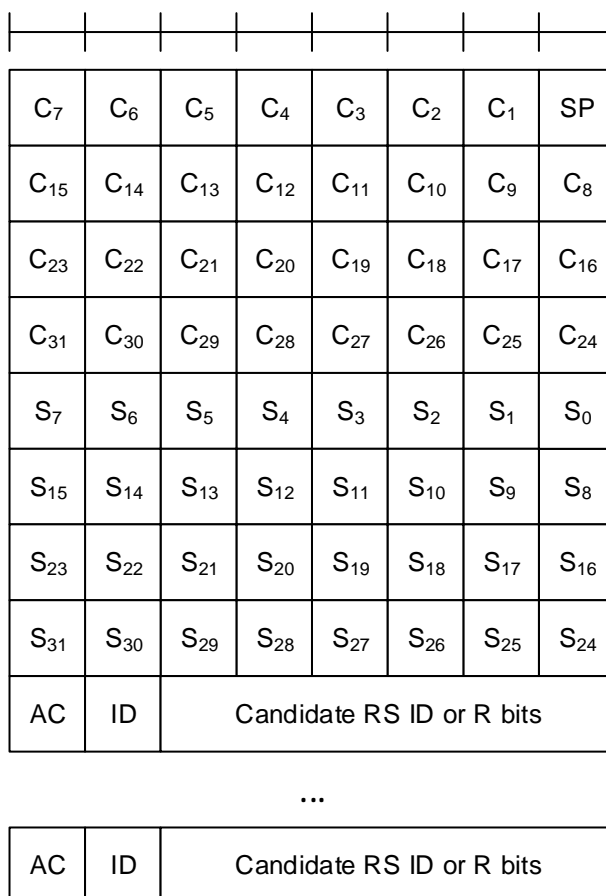 C₇ C₆ C₅ C₄ C₃ C₂ C₁ SP
C₁₅ C₁₄ C₁₃ C₁₂ C₁₁ C₁₀ C₉ C₈
C₂₃ C₂₂ C₂₁ C₂₀ C₁₉ C₁₈ C₁₇ C₁₆
C₃₁ C₃₀ C₂₉ C₂₈ C₂₇ C₂₆ C₂₅ C₂₄
S₇ S₆ S₅ S₄ S₃ S₂ S₁ S₀
S₁₅ S₁₄ S₁₃ S₁₂ S₁₁ S₁₀ S₉ S₈
S₂₃ S₂₂ S₂₁ S₂₀ S₁₉ S₁₈ S₁₇ S₁₆
S₃₁ S₃₀ S₂₉ S₂₈ S₂₇ S₂₆ S₂₅ S₂₄
AC ID Candidate RS ID or R bits
...
AC ID Candidate RS ID or R bits